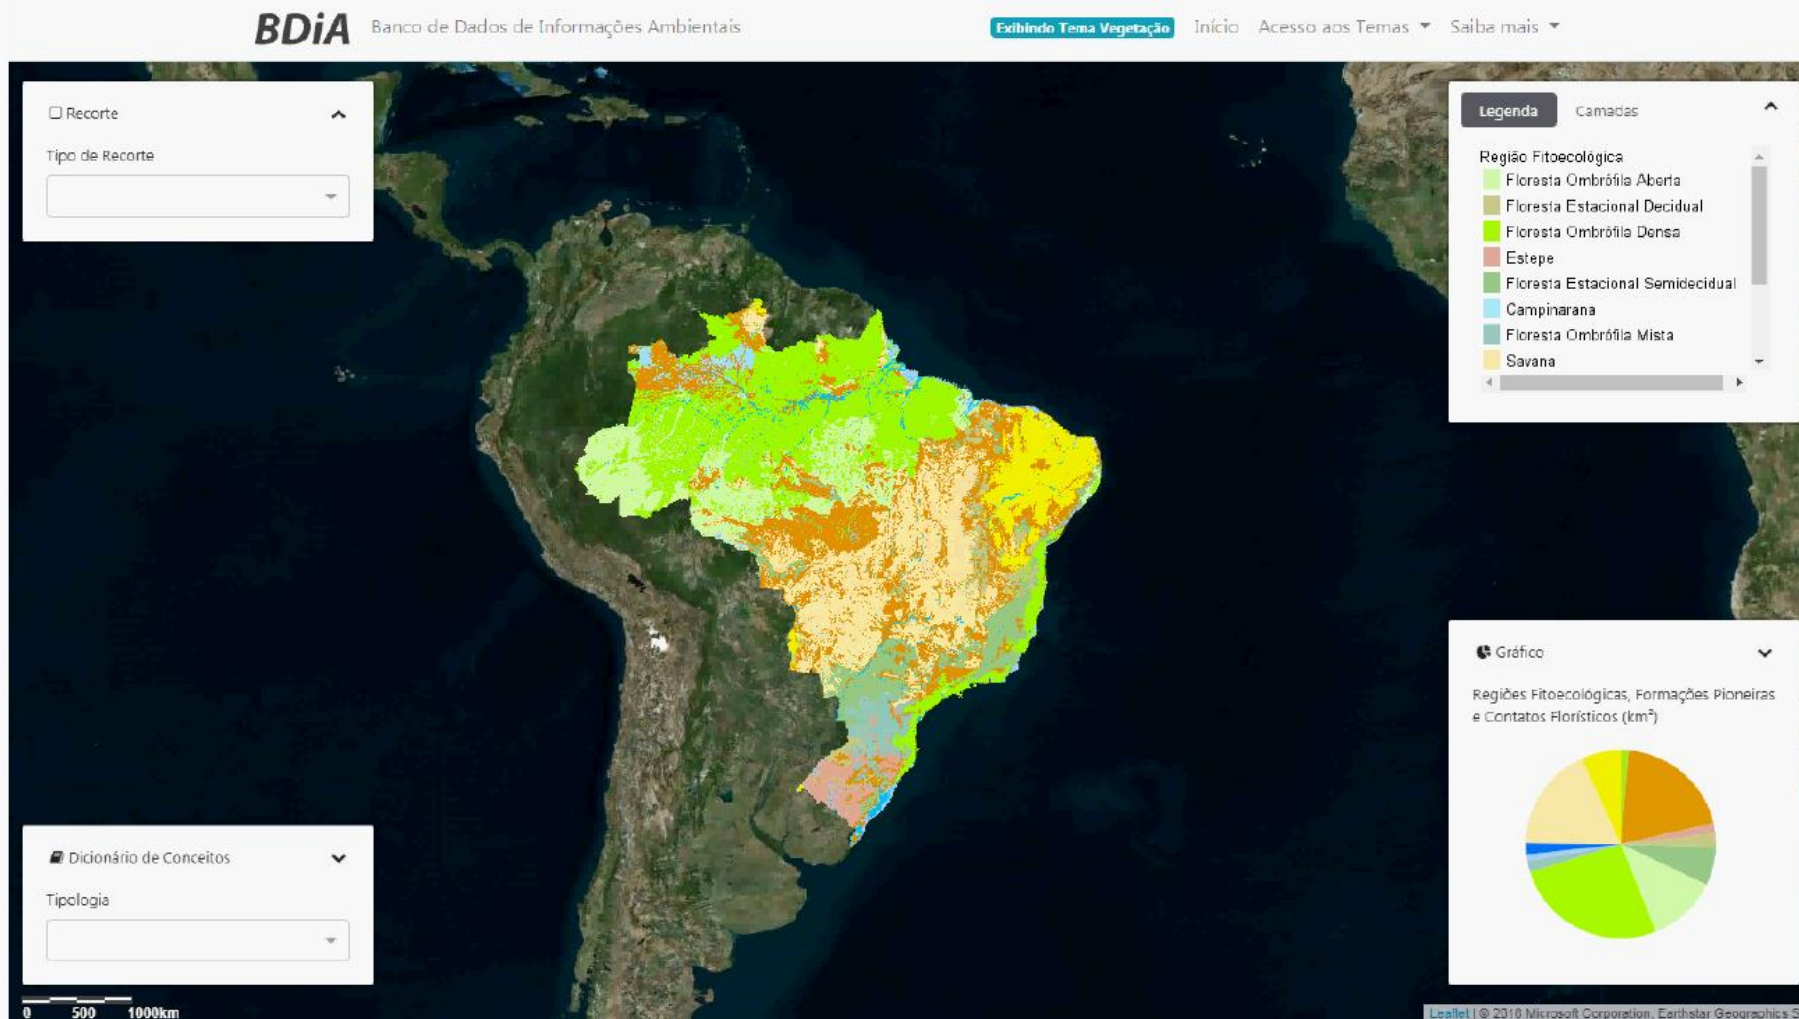 BDiA Banco de Dados de Informações Ambientais
Exibindo Tema Vegetação Início Acesso aos Temas Saiba mais
Recorte
Tipo de Recorte
Legenda Camadas
Região Fitoecológica
Floresta Ombrófila Aberta
Floresta Estacional Decidual
Floresta Ombrófila Densa
Estepe
Floresta Estacional Semidecidual
Campinarana
Floresta Ombrófila Mista
Savana
Gráfico
Regiões Fitoecológicas, Formações Pioneiras
e Contatos Florísticos (km²)
Dicionário de Conceitos
Tipologia
0 500 1000km
Leaflet | © 2018 Microsoft Corporation, Earthstar Geographics S